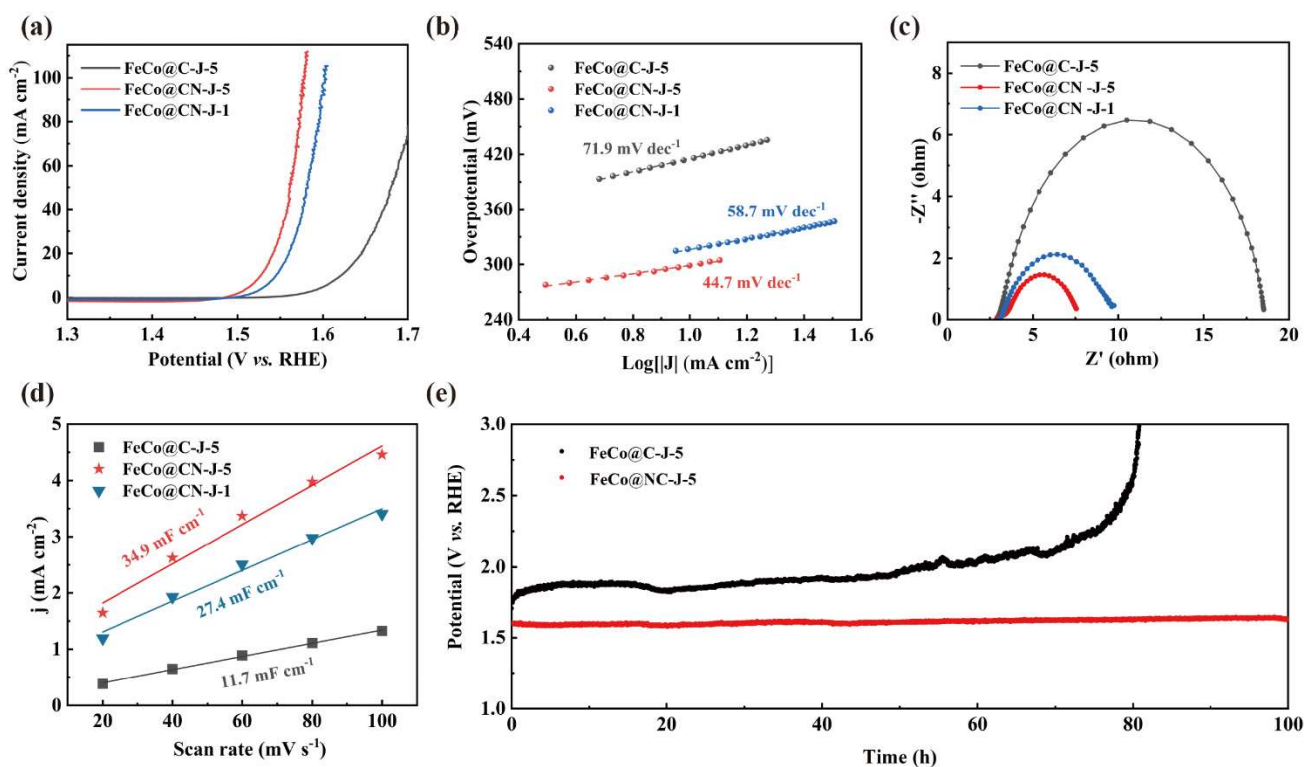 (a)
FeCo@C-J-5
FeCo@CN-J-5
FeCo@CN-J-1
Current density (mA cm⁻²)
100
80
60
40
20
0
1.3 1.4 1.5 1.6 1.7
Potential (V vs. RHE)
(b)
FeCo@C-J-5
FeCo@CN-J-5
FeCo@CN-J-1
71.9 mV dec⁻¹
58.7 mV dec⁻¹
44.7 mV dec⁻¹
Overpotential (mV)
540
480
420
360
300
240
0.4 0.6 0.8 1.0 1.2 1.4 1.6
Log[|J| (mA cm⁻²)]
(c)
FeCo@C-J-5
FeCo@CN -J-5
FeCo@CN -J-1
-Z'' (ohm)
8
6
4
2
0
0 5 10 15 20
Z' (ohm)
(d)
FeCo@C-J-5
FeCo@CN-J-5
FeCo@CN-J-1
34.9 mF cm⁻¹
27.4 mF cm⁻¹
11.7 mF cm⁻¹
j (mA cm⁻²)
5
4
3
2
1
0
20 40 60 80 100
Scan rate (mV s⁻¹)
(e)
FeCo@C-J-5
FeCo@NC-J-5
Potential (V vs. RHE)
3.0
2.5
2.0
1.5
1.0
0 20 40 60 80 100
Time (h)